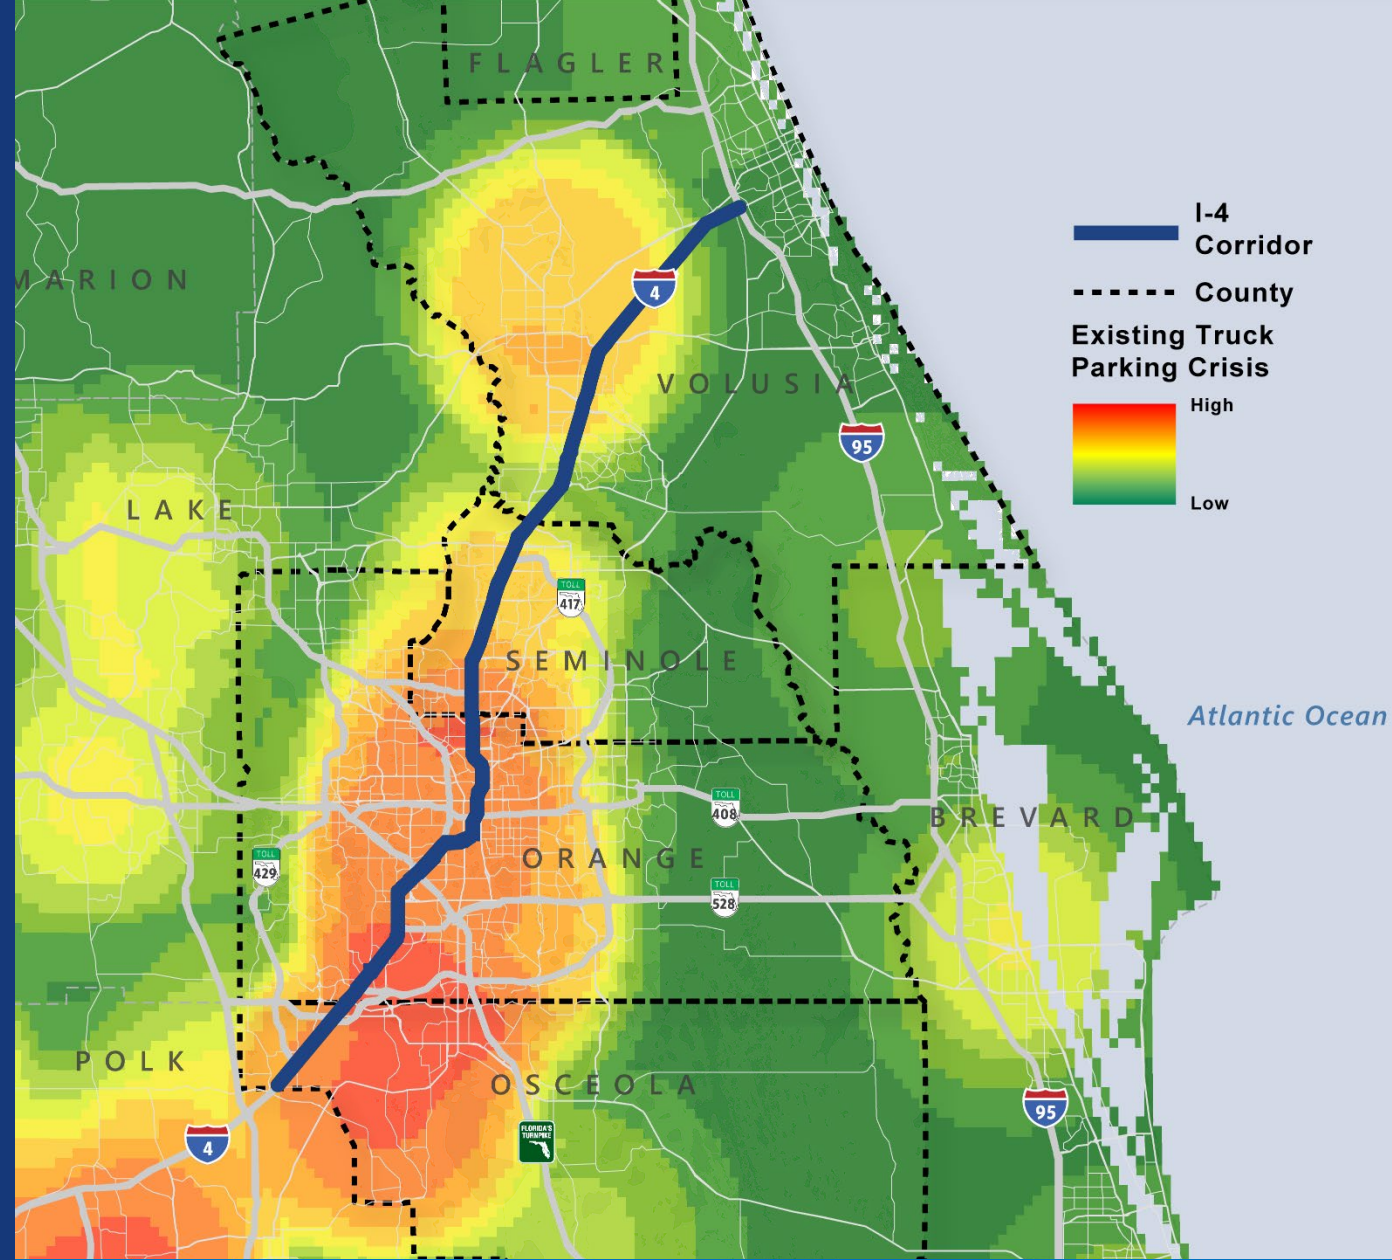 FLAGLER
I-4
Corridor
MARION
4
County
Existing Truck
Parking Crisis
VOLUSIA
High
95
LAKE
Low
TOLL
417
SEMINOLE
Atlantic Ocean
TOLL
408
BREVARD
ORANGE
TOLL
429
TOLL
528
POLK
OSCEOLA
95
4
FLORIDA'S
TURNPIKE